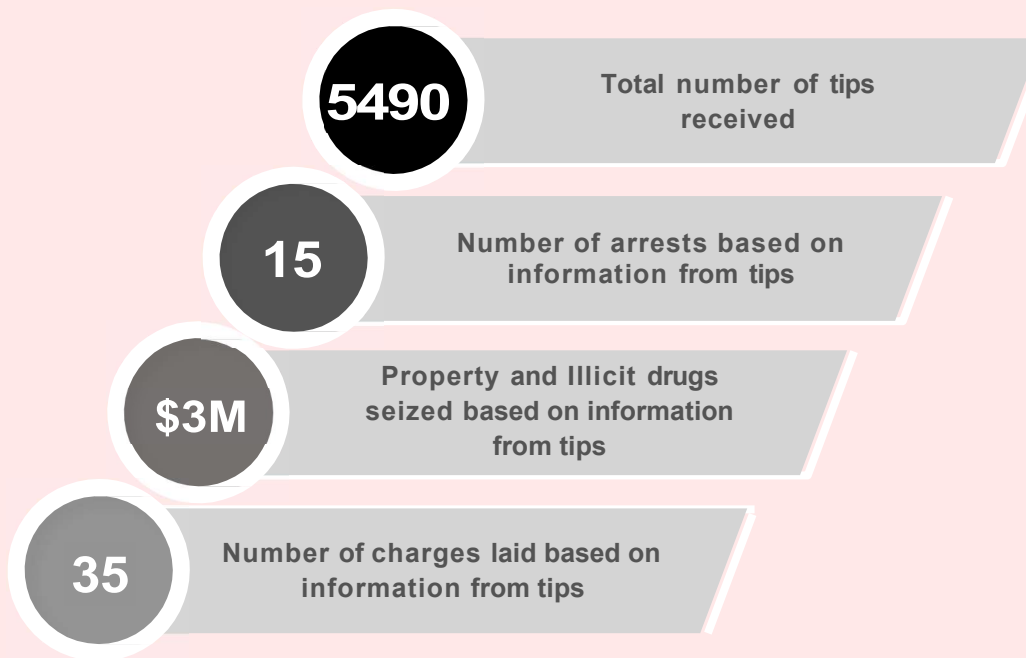 5490
Total number of tips
received
15
Number of arrests based on
information from tips
$3M
Property and Illicit drugs
seized based on information
from tips
35
Number of charges laid based on
information from tips